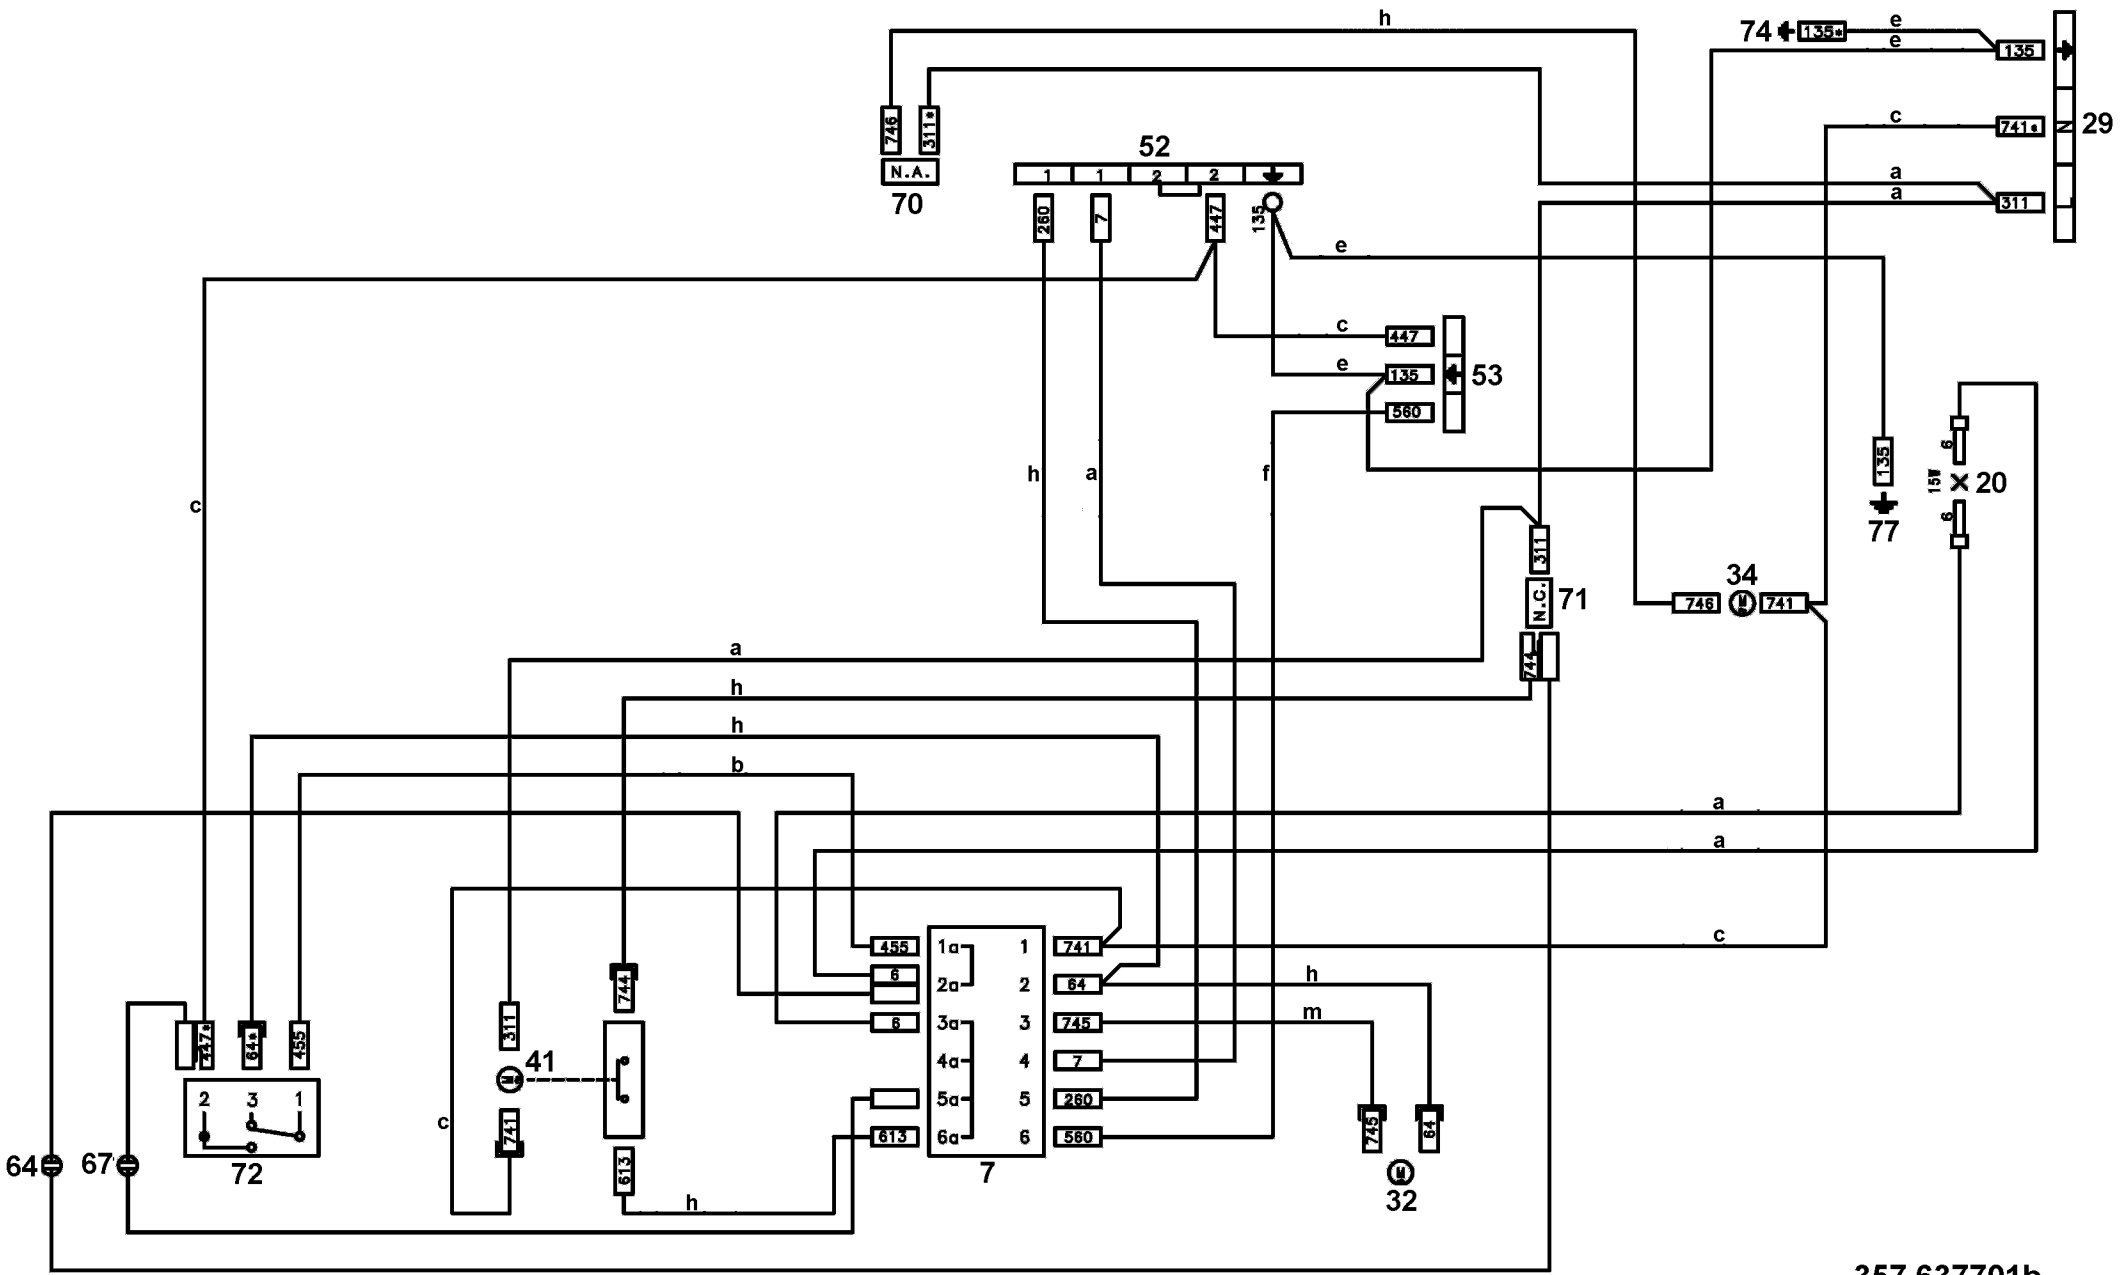 h
74 135* e
e
135
746 311*
N.A.
70
c
741*
N
29
52
1 1 2 2
260 7 447 135
a
a
311
L
e
c
447
e
135
53
560
c
h a f
135
77
6
15W
20
6
311
N.C.
71
744
34
746 M 741
a
h
h
b
a
a
455 1a 1 741
c
6
2a 2 64
h
6 3a 3 745
m
4a 4 7
5a 5 260
613 6a 6 560
7
744
447* 64* 455
311
41
741
c
2 3 1
72
64 67
613
h
745 64
M
32
357 637701b